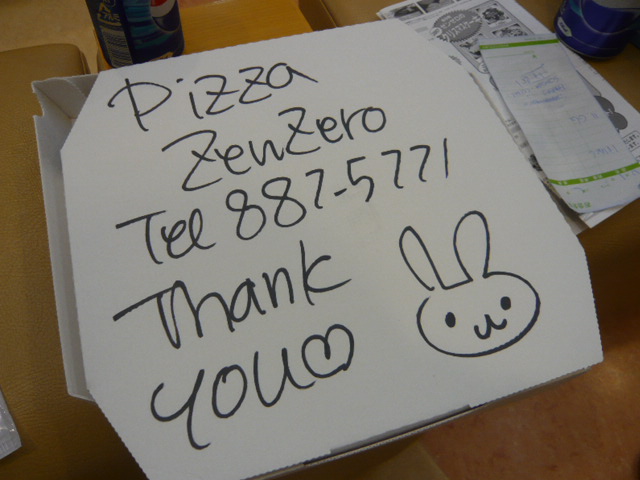 Pizza
ZenZero
Tel 887-5771
Thank
YOU♡